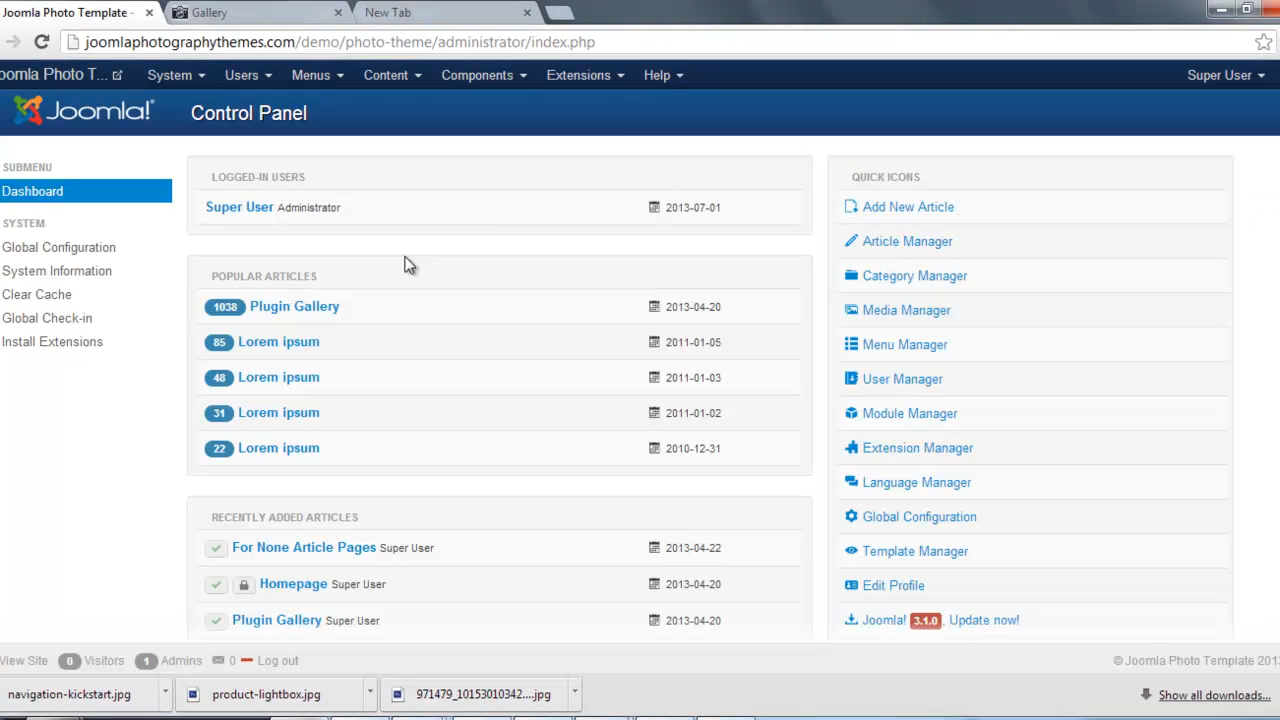 Joomla Photo Template -
Gallery
New Tab
joomlaphotographythemes.com/demo/photo-theme/administrator/index.php
oomla Photo T... System Users Menus Content Components Extensions Help Super User
Joomla!® Control Panel
SUBMENU
Dashboard
SYSTEM
Global Configuration
System Information
Clear Cache
Global Check-in
Install Extensions
LOGGED-IN USERS
Super User Administrator 2013-07-01
POPULAR ARTICLES
1038 Plugin Gallery 2013-04-20
85 Lorem ipsum 2011-01-05
48 Lorem ipsum 2011-01-03
31 Lorem ipsum 2011-01-02
22 Lorem ipsum 2010-12-31
RECENTLY ADDED ARTICLES
For None Article Pages Super User 2013-04-22
Homepage Super User 2013-04-20
Plugin Gallery Super User 2013-04-20
QUICK ICONS
Add New Article
Article Manager
Category Manager
Media Manager
Menu Manager
User Manager
Module Manager
Extension Manager
Language Manager
Global Configuration
Template Manager
Edit Profile
Joomla! 3.1.0, Update now!
View Site 0 Visitors 1 Admins 0 Log out © Joomla Photo Template 201
navigation-kickstart.jpg product-lightbox.jpg 971479_10153010342....jpg Show all downloads...